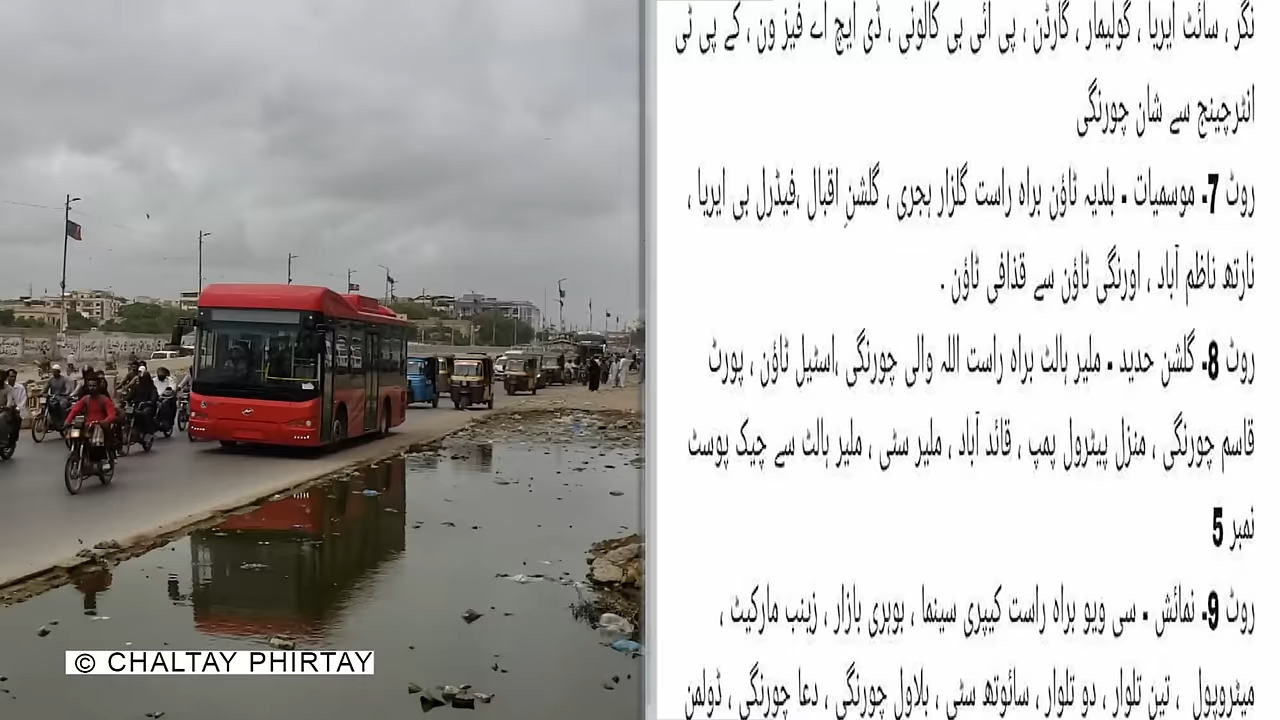 نگر ، سائٹ ایریا ، گولیمار ، گارڈن ، پی آئی بی کالونی ، ڈی ایچ اے فیز ون ، کے پی ٹی
انٹرچینج سے شان چورنگی
روٹ 7- موسمیات - بلدیہ ٹاؤن براہ راست گلزار ہجری ، گلشنِ اقبال ،فیڈرل بی ایریا ،
نارتھ ناظم آباد ، اورنگی ٹاؤن سے قذافی ٹاؤن .
روٹ 8- گلشن حدید - ملیر ہالٹ براہ راست اللہ والی چورنگی ،اسٹیل ٹاؤن ، پورٹ
قاسم چورنگی ، منزل پیٹرول پمپ ، قائد آباد ، ملیر سٹی ، ملیر ہالٹ سے چیک پوسٹ
نمبر 5
روٹ 9- نمائش - سی ویو براہ راست کیپری سینما ، بوہری بازار ، زینب مارکیٹ ،
میٹروپول ، تین تلوار ، دو تلوار ، سائوتھ سٹی ، بلاول چورنگی ، دعا چورنگی ، ڈولمن
© CHALTAY PHIRTAY